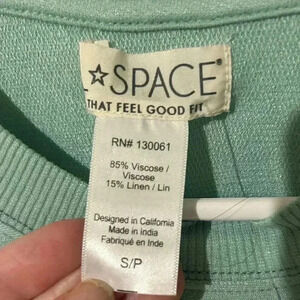 ☆SPACE
THAT FEEL GOOD FIT
RN# 130061
85% Viscose /
Viscose
15% Linen / Lin
Designed in California
Made in India
Fabriqué en Inde
S/P